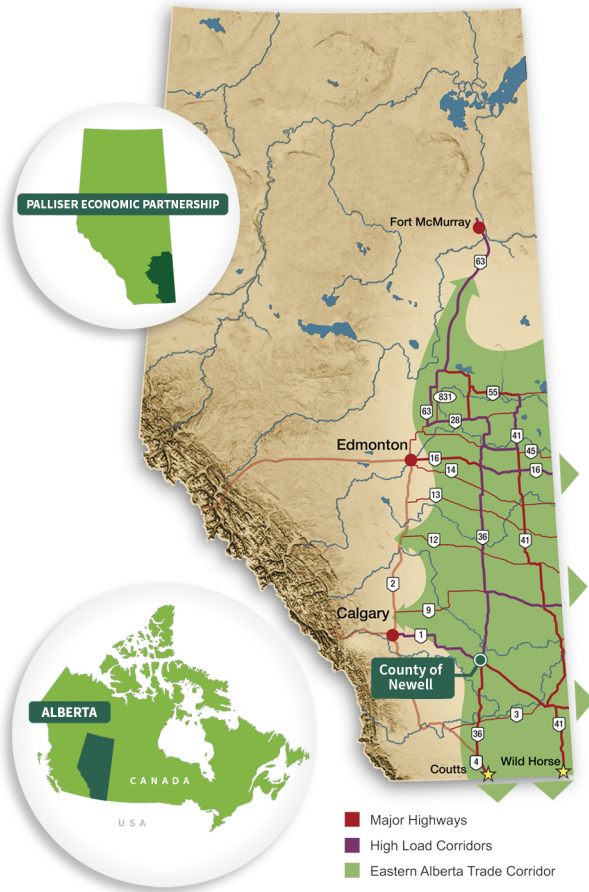 PALLISER ECONOMIC PARTNERSHIP
Fort McMurray
63
831
55
63
28
41
45
Edmonton
16
14
16
13
36
41
12
2
9
Calgary
1
County of
Newell
3
41
36
4
Coutts
Wild Horse
ALBERTA
CANADA
USA
Major Highways
High Load Corridors
Eastern Alberta Trade Corridor